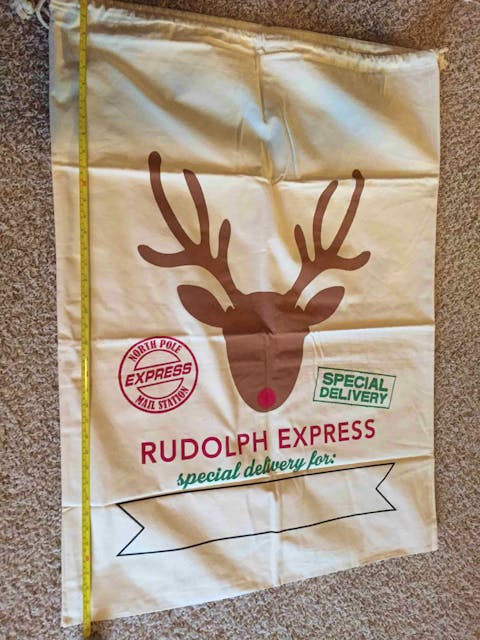 NORTH POLE
EXPRESS
MAIL STATION
SPECIAL
DELIVERY
RUDOLPH EXPRESS
special delivery for: